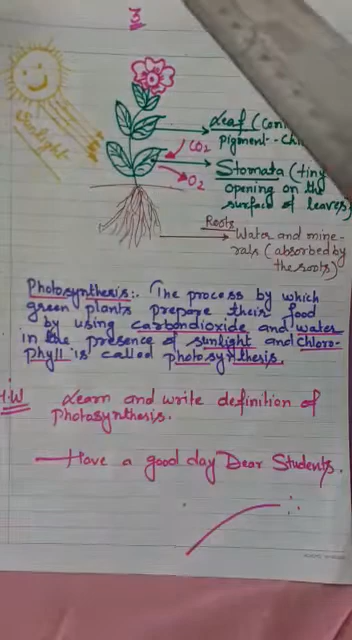 3
Sunlight
Leaf (Con
pigment--Ch
CO2
Stomata (tiny
O2
opening on the
surface of leaves)
Roots
Water and mine-
rals (absorbed by
the roots)
Photosynthesis:- The process by which
green plants prepare their food
by using carbondioxide and water
in the presence of sunlight and Chloro-
phyll is called photosynthesis.
H.W Learn and write definition of
photosynthesis.
Have a good day Dear Students.